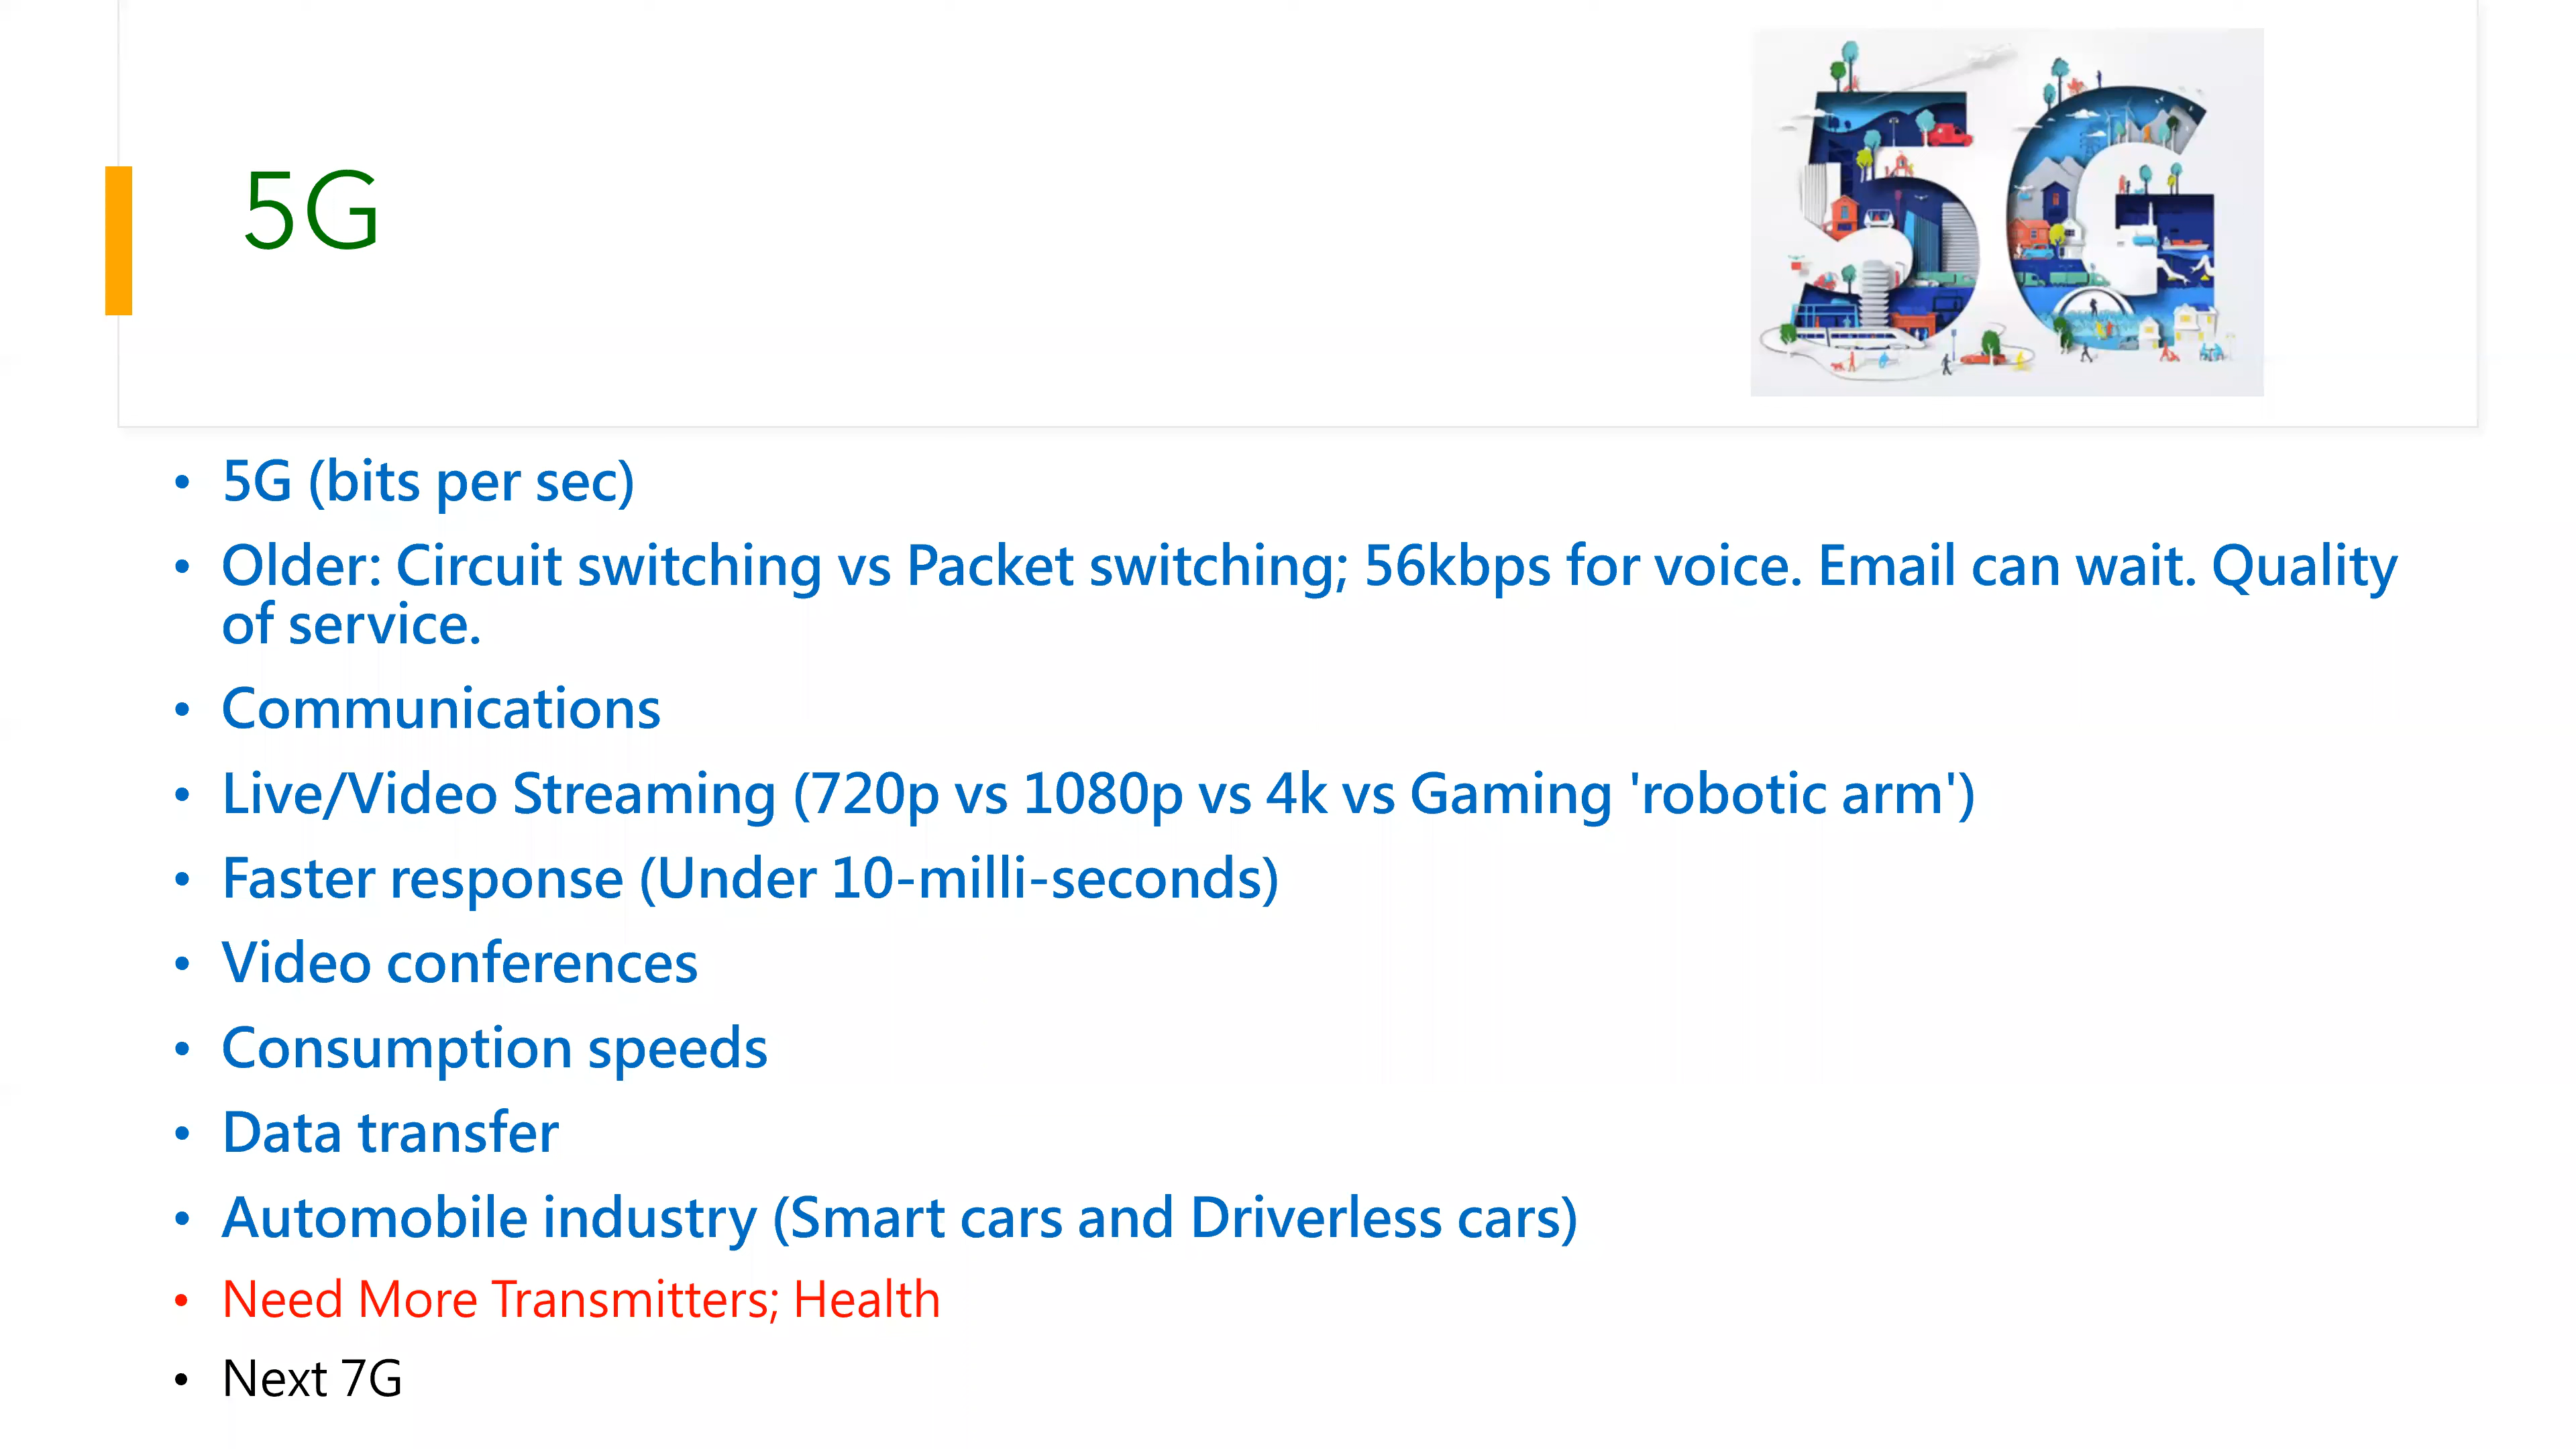 5G
5G
• 5G (bits per sec)
• Older: Circuit switching vs Packet switching; 56kbps for voice. Email can wait. Quality
of service.
• Communications
• Live/Video Streaming (720p vs 1080p vs 4k vs Gaming 'robotic arm')
• Faster response (Under 10-milli-seconds)
• Video conferences
• Consumption speeds
• Data transfer
• Automobile industry (Smart cars and Driverless cars)
• Need More Transmitters; Health
• Next 7G